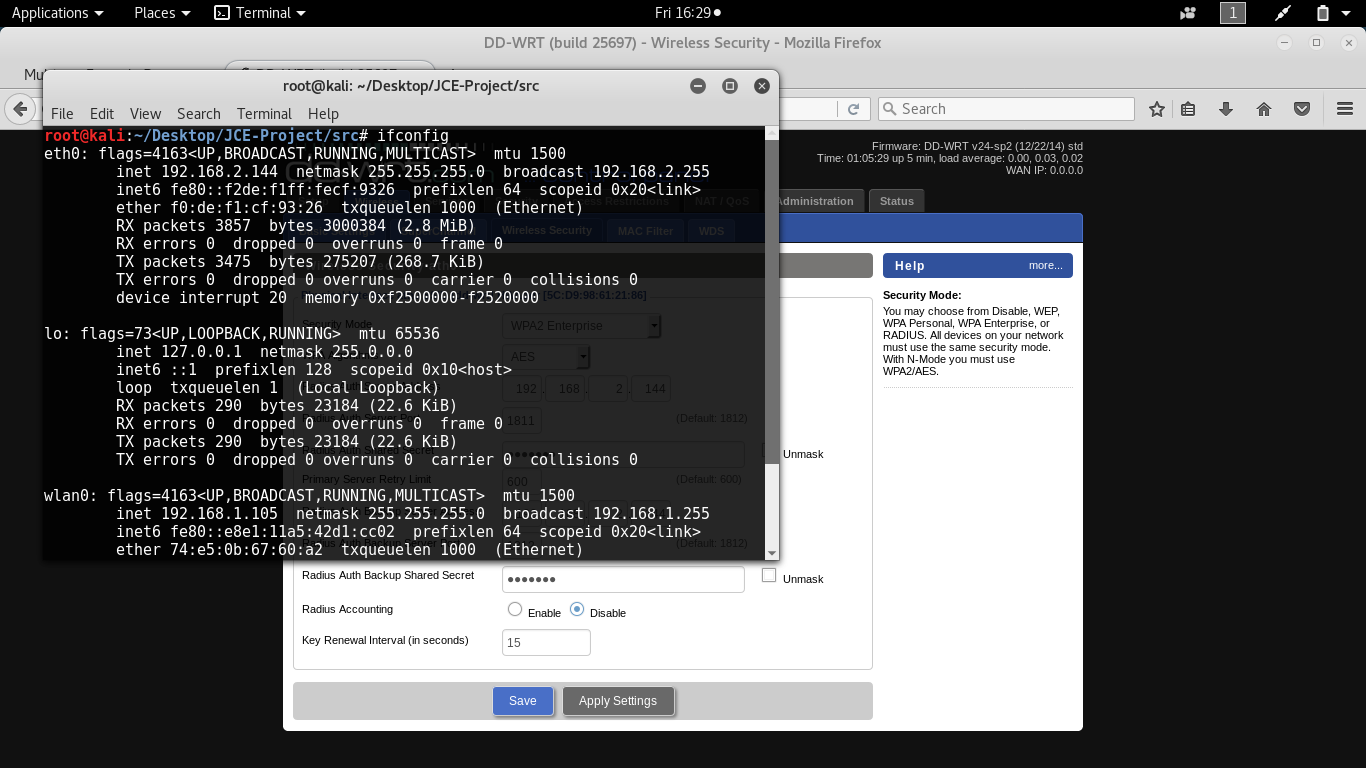 Applications Places Terminal Fri 16:29 1
DD-WRT (build 25697) - Wireless Security - Mozilla Firefox
root@kali: ~/Desktop/JCE-Project/src
File Edit View Search Terminal Help
Search
root@kali:~/Desktop/JCE-Project/src# ifconfig
eth0: flags=4163<UP,BROADCAST,RUNNING,MULTICAST>  mtu 1500
inet 192.168.2.144  netmask 255.255.255.0  broadcast 192.168.2.255
inet6 fe80::f2de:f1ff:fecf:9326  prefixlen 64  scopeid 0x20<link>
ether f0:de:f1:cf:93:26  txqueuelen 1000  (Ethernet)
RX packets 3857  bytes 3000384 (2.8 MiB)
RX errors 0  dropped 0  overruns 0  frame 0
TX packets 3475  bytes 275207 (268.7 KiB)
TX errors 0  dropped 0 overruns 0  carrier 0  collisions 0
device interrupt 20  memory 0xf2500000-f2520000
lo: flags=73<UP,LOOPBACK,RUNNING>  mtu 65536
inet 127.0.0.1  netmask 255.0.0.0
inet6 ::1  prefixlen 128  scopeid 0x10<host>
loop  txqueuelen 1  (Local Loopback)
RX packets 290  bytes 23184 (22.6 KiB)
RX errors 0  dropped 0  overruns 0  frame 0
TX packets 290  bytes 23184 (22.6 KiB)
TX errors 0  dropped 0 overruns 0  carrier 0  collisions 0
wlan0: flags=4163<UP,BROADCAST,RUNNING,MULTICAST>  mtu 1500
inet 192.168.1.105  netmask 255.255.255.0  broadcast 192.168.1.255
inet6 fe80::e8e1:11a5:42d1:cc02  prefixlen 64  scopeid 0x20<link>
ether 74:e5:0b:67:60:a2  txqueuelen 1000  (Ethernet)
Firmware: DD-WRT v24-sp2 (12/22/14) std
Time: 01:05:29 up 5 min, load average: 0.00, 0.03, 0.02
WAN IP: 0.0.0.0
Access Restrictions NAT / QoS Administration Status
Wireless Security MAC Filter WDS
[5C:D9:98:61:21:86]
Security Mode WPA2 Enterprise
AES
192 . 168 . 2 . 144
Radius Auth Server Port 1811 (Default: 1812)
Radius Auth Shared Secret Unmask
Primary Server Retry Limit 600 (Default: 600)
(Default: 1812)
Radius Auth Backup Shared Secret ••••••• Unmask
Radius Accounting Enable Disable
Key Renewal Interval (in seconds) 15
Save Apply Settings
Help more...
Security Mode:
You may choose from Disable, WEP,
WPA Personal, WPA Enterprise, or
RADIUS. All devices on your network
must use the same security mode.
With N-Mode you must use
WPA2/AES.